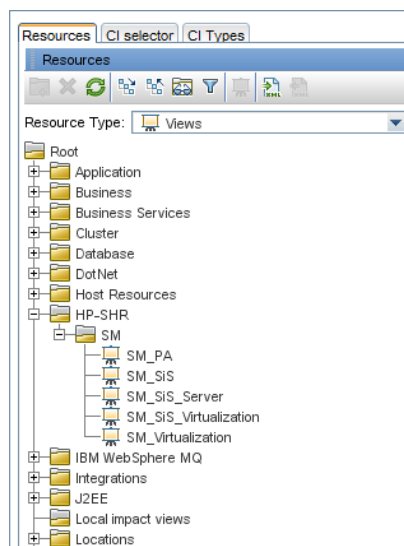 Resources CI selector CI Types
Resources
Resource Type: Views
Root
Application
Business
Business Services
Cluster
Database
DotNet
Host Resources
HP-SHR
SM
SM_PA
SM_SiS
SM_SiS_Server
SM_SiS_Virtualization
SM_Virtualization
IBM WebSphere MQ
Integrations
J2EE
Local impact views
Locations